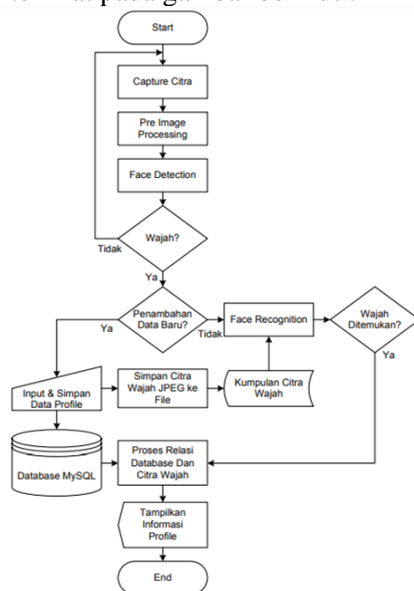 Start
Capture Citra
Pre Image
Processing
Face Detection
Wajah?
Tidak
Ya
Penambahan
Data Baru?
Ya
Tidak
Face Recognition
Wajah
Ditemukan?
Ya
Input & Simpan
Data Profile
Simpan Citra
Wajah JPEG ke
File
Kumpulan Citra
Wajah
Database MySQL
Proses Relasi
Database Dan
Citra Wajah
Tampilkan
Informasi
Profile
End